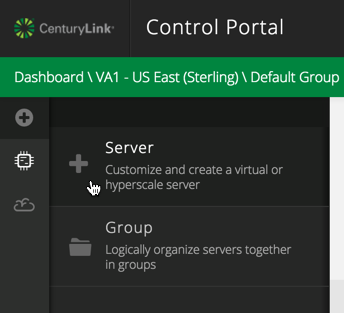 CenturyLink
Control Portal
Dashboard \ VA1 - US East (Sterling) \ Default Group
Server
Customize and create a virtual or
hyperscale server
Group
Logically organize servers together
in groups